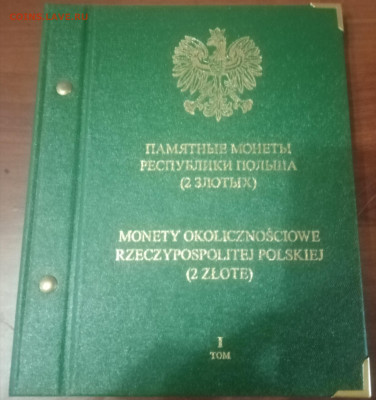 ПАМЯТНЫЕ МОНЕТЫ
РЕСПУБЛИКИ ПОЛЬША
(2 ЗЛОТЫХ)
MONETY OKOLICZNOŚCIOWE
RZECZYPOSPOLITEJ POLSKIEJ
(2 ZŁOTE)
I
ТОМ